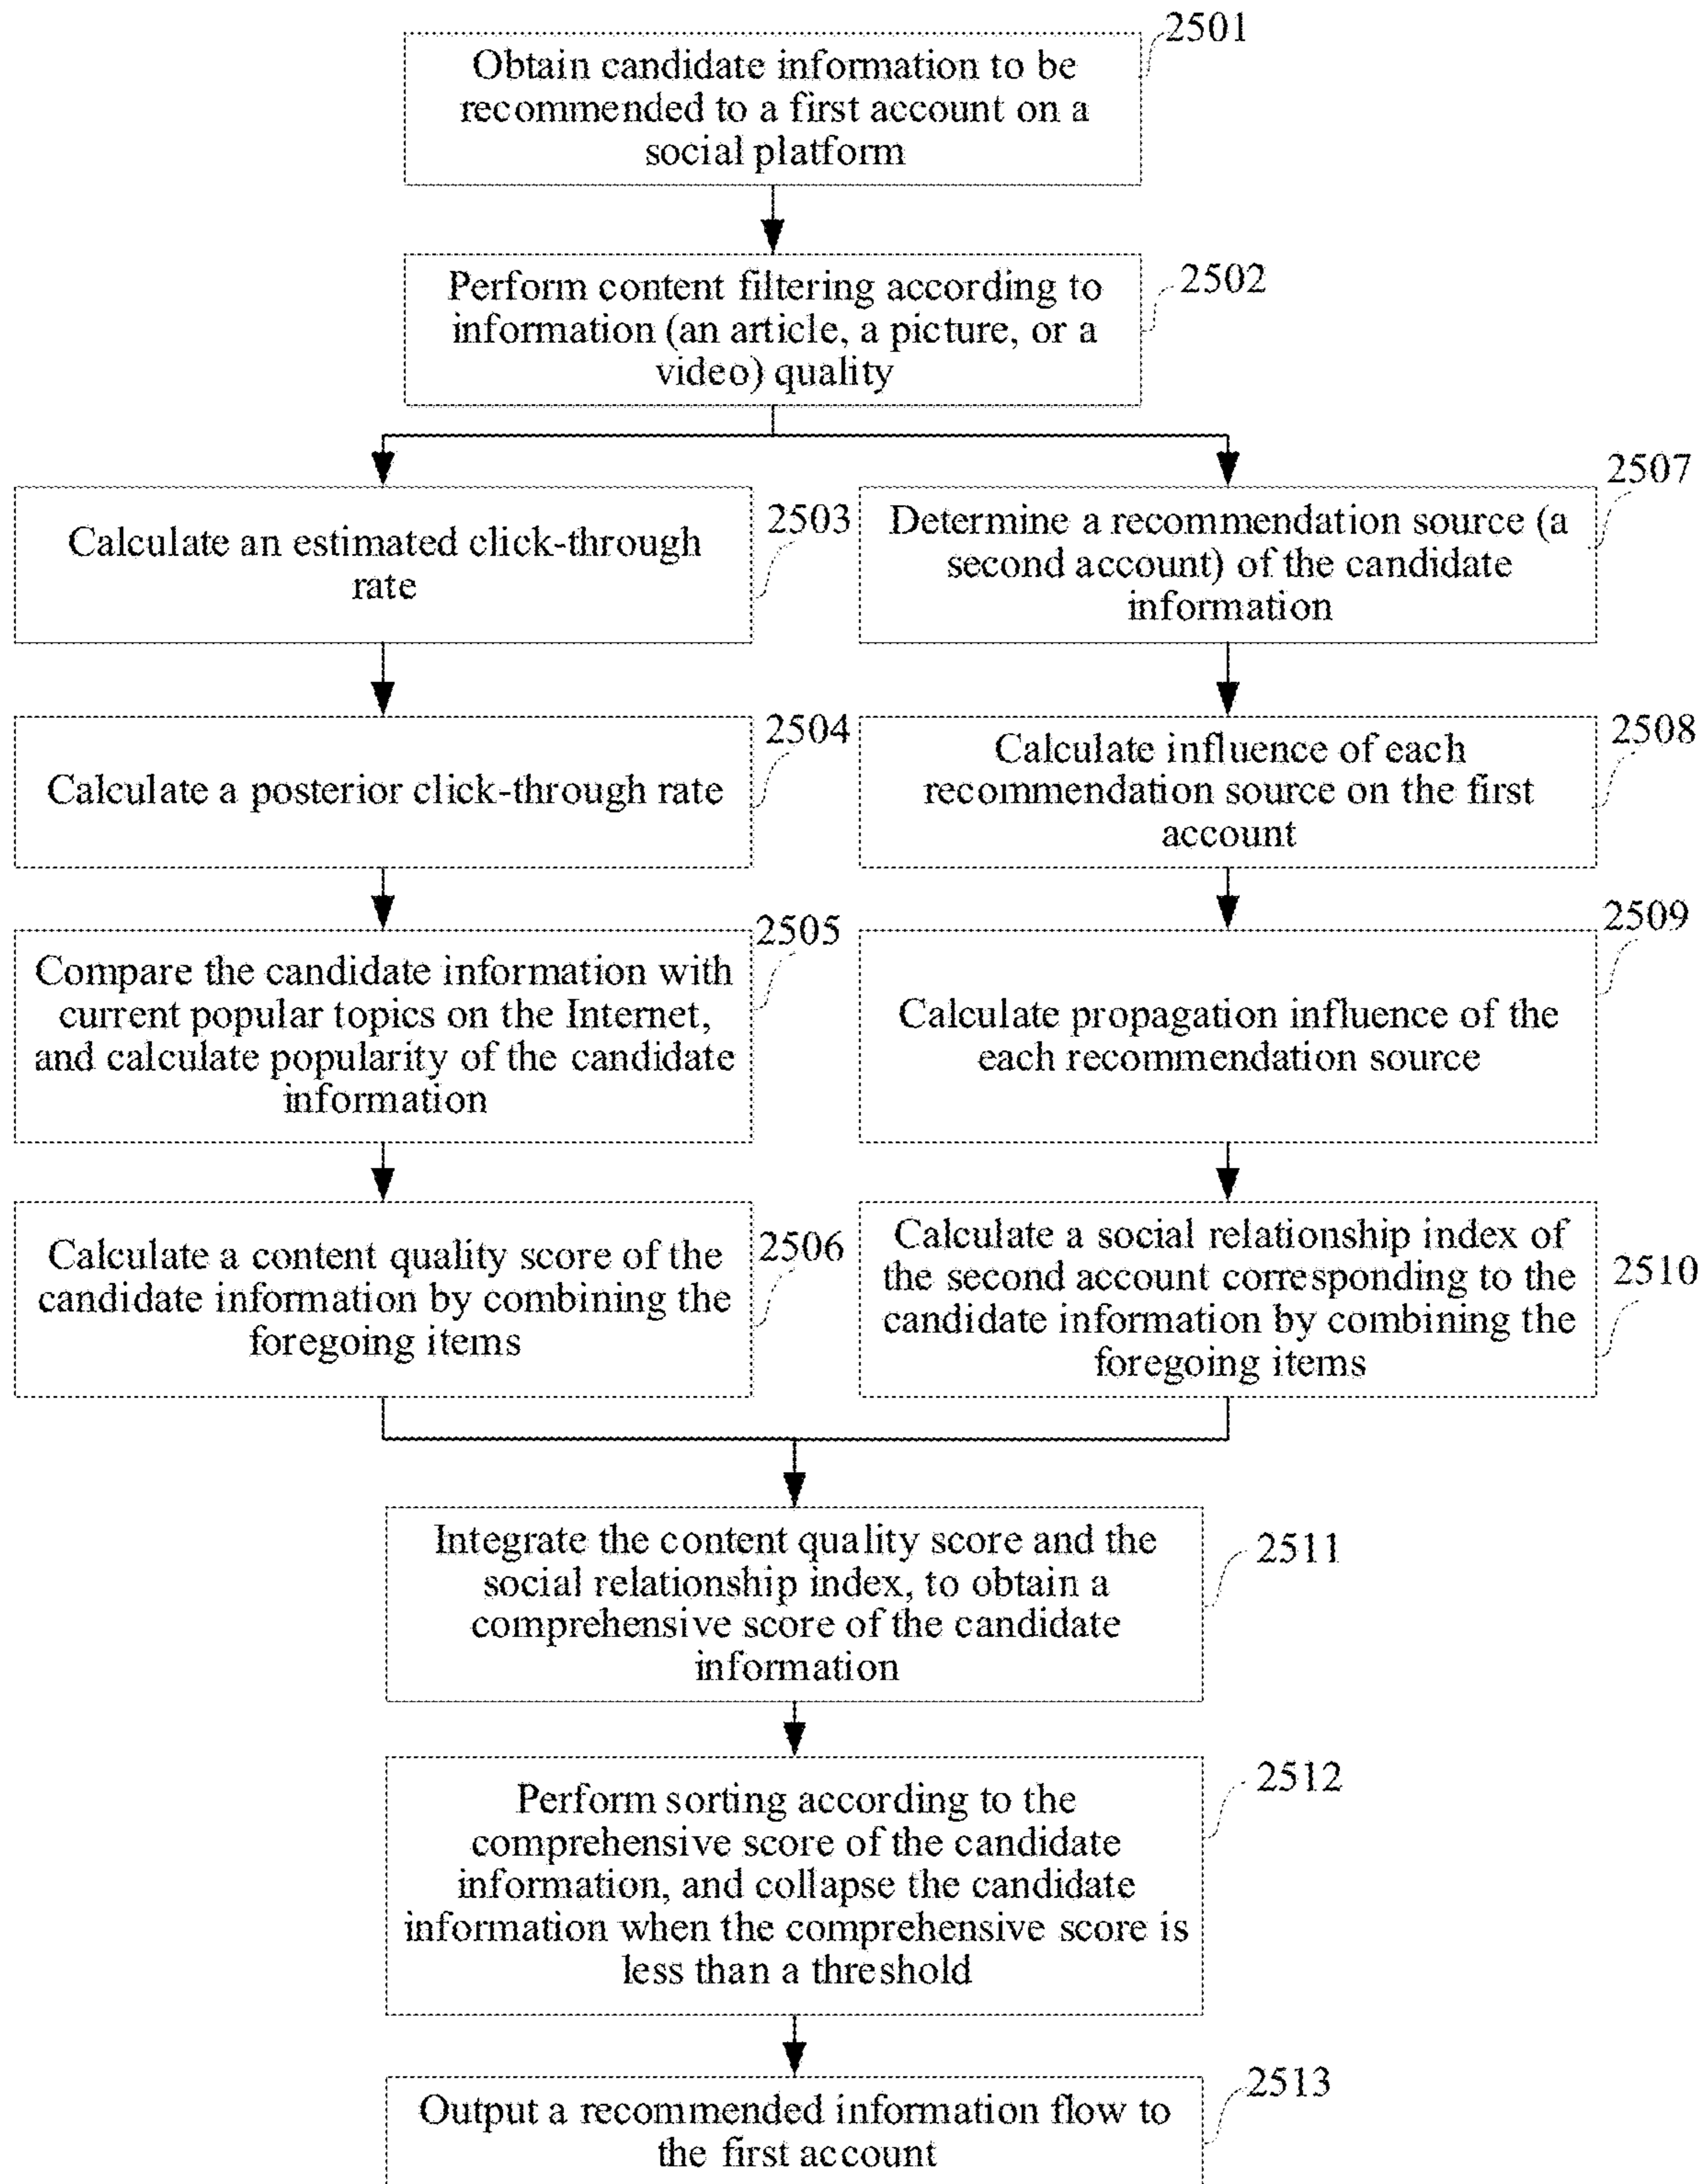 2501
Obtain candidate information to be
recommended to a first account on a
social platform
2502
Perform content filtering according to
information (an article, a picture, or a
video) quality
2503
Calculate an estimated click-through
rate
2504
Calculate a posterior click-through rate
2505
Compare the candidate information with
current popular topics on the Internet,
and calculate popularity of the candidate
information
2506
Calculate a content quality score of the
candidate information by combining the
foregoing items
2507
Determine a recommendation source (a
second account) of the candidate
information
2508
Calculate influence of each
recommendation source on the first
account
2509
Calculate propagation influence of the
each recommendation source
2510
Calculate a social relationship index of
the second account corresponding to the
candidate information by combining the
foregoing items
2511
Integrate the content quality score and the
social relationship index, to obtain a
comprehensive score of the candidate
information
2512
Perform sorting according to the
comprehensive score of the candidate
information, and collapse the candidate
information when the comprehensive score is
less than a threshold
2513
Output a recommended information flow to
the first account